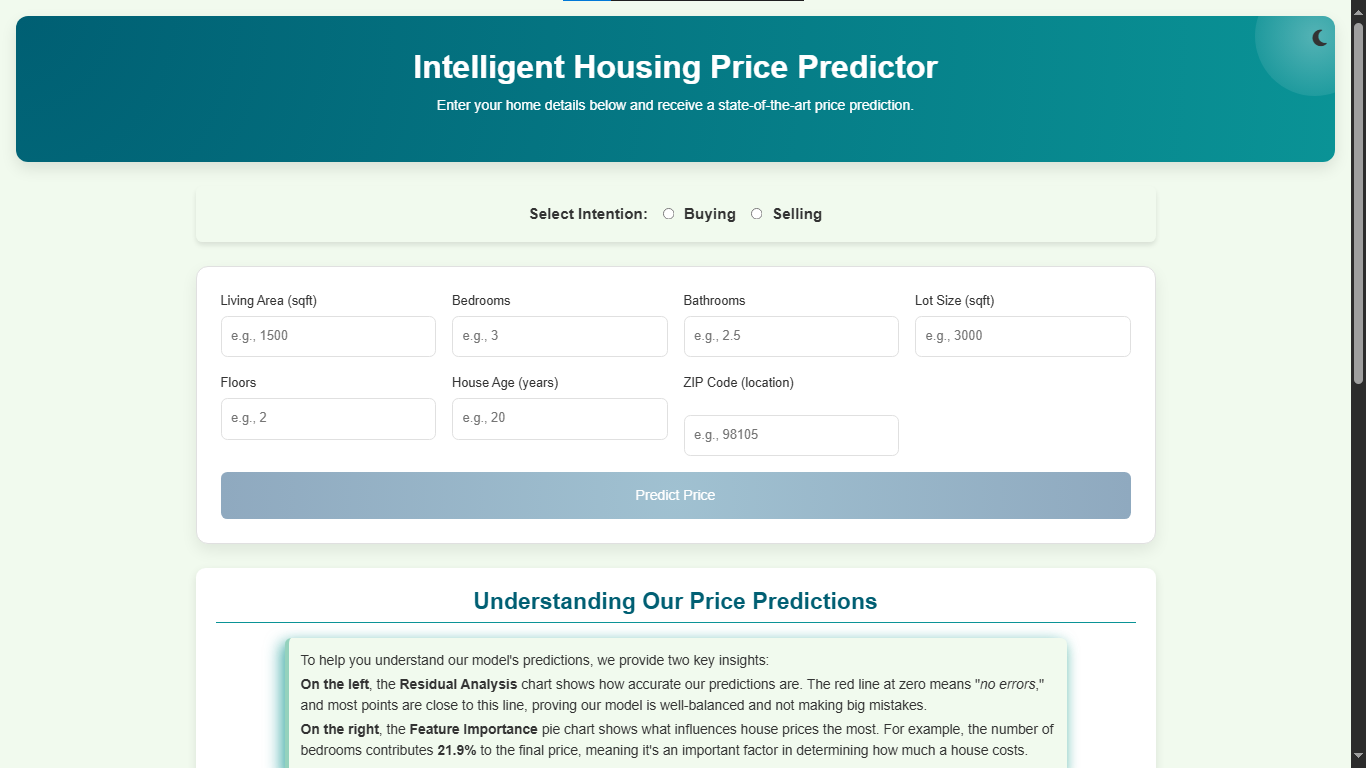 Intelligent Housing Price Predictor
Enter your home details below and receive a state-of-the-art price prediction.
Select Intention: Buying Selling
Living Area (sqft) Bedrooms Bathrooms Lot Size (sqft)
e.g., 1500 e.g., 3 e.g., 2.5 e.g., 3000
Floors House Age (years) ZIP Code (location)
e.g., 2 e.g., 20 e.g., 98105
Predict Price
Understanding Our Price Predictions
To help you understand our model's predictions, we provide two key insights:
On the left, the Residual Analysis chart shows how accurate our predictions are. The red line at zero means "no errors,"
and most points are close to this line, proving our model is well-balanced and not making big mistakes.
On the right, the Feature Importance pie chart shows what influences house prices the most. For example, the number of
bedrooms contributes 21.9% to the final price, meaning it's an important factor in determining how much a house costs.